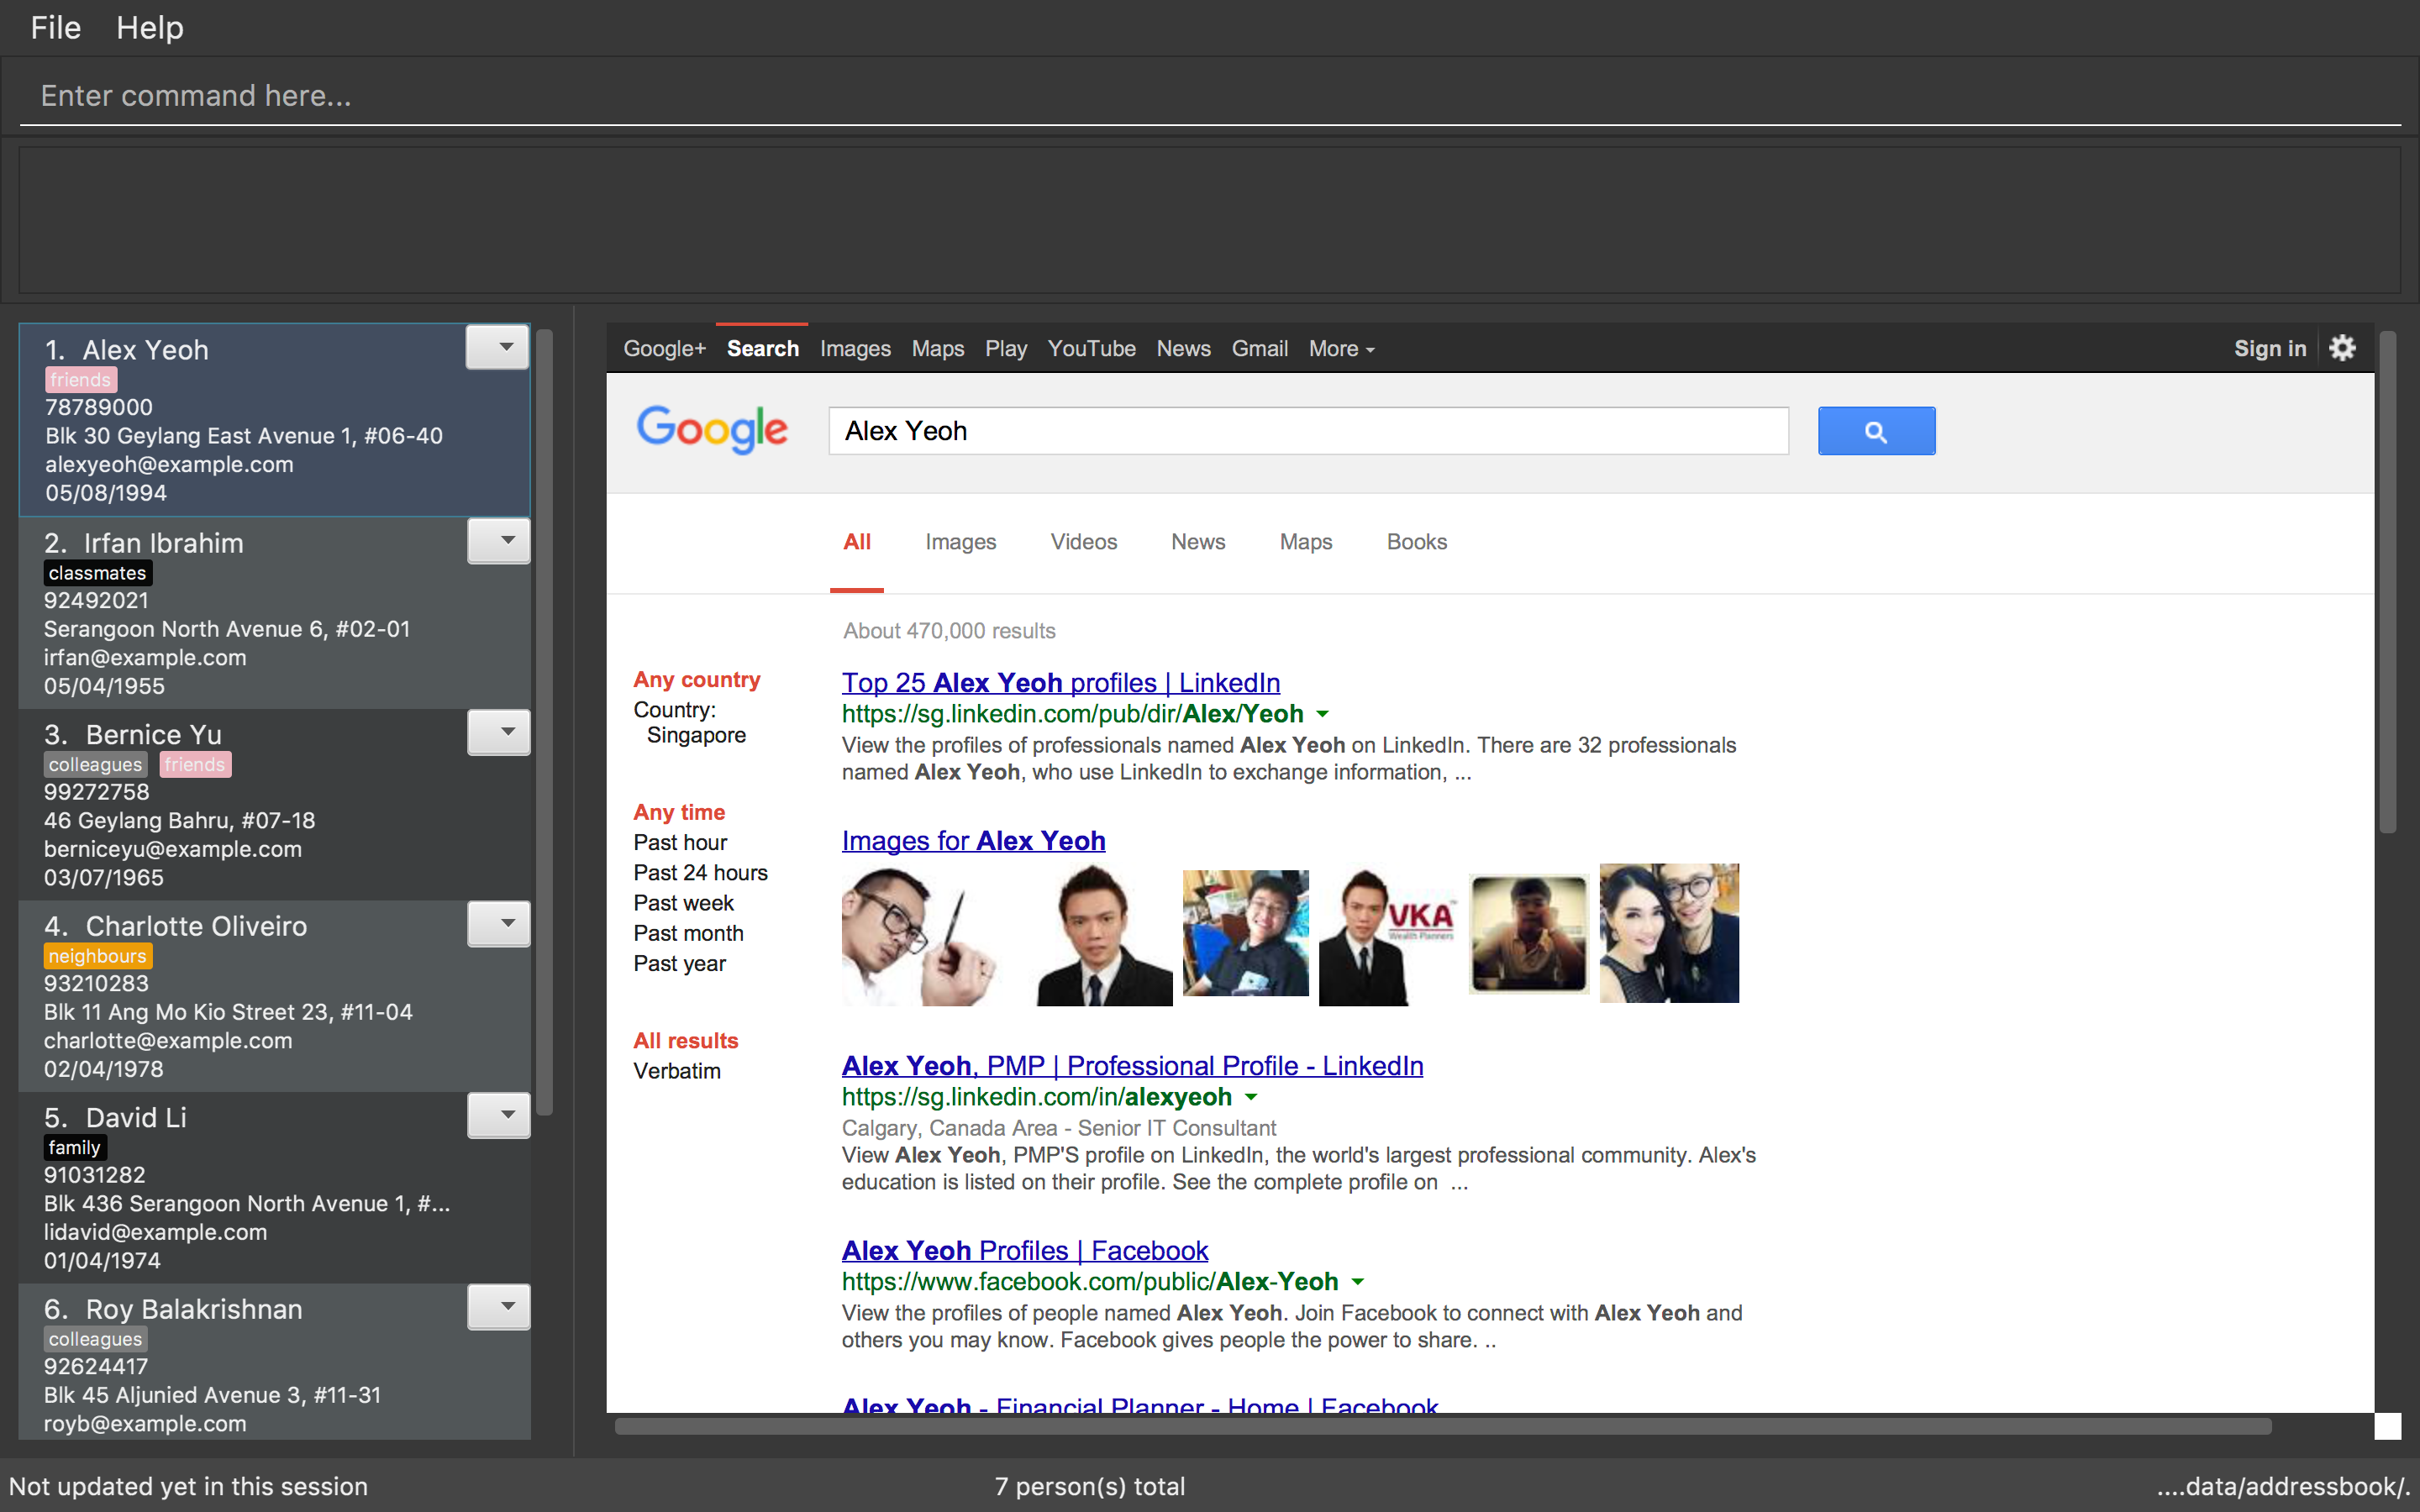 File Help
Enter command here...
1. Alex Yeoh
friends
78789000
Blk 30 Geylang East Avenue 1, #06-40
alexyeoh@example.com
05/08/1994
2. Irfan Ibrahim
classmates
92492021
Serangoon North Avenue 6, #02-01
irfan@example.com
05/04/1955
3. Bernice Yu
colleagues friends
99272758
46 Geylang Bahru, #07-18
berniceyu@example.com
03/07/1965
4. Charlotte Oliveiro
neighbours
93210283
Blk 11 Ang Mo Kio Street 23, #11-04
charlotte@example.com
02/04/1978
5. David Li
family
91031282
Blk 436 Serangoon North Avenue 1, #...
lidavid@example.com
01/04/1974
6. Roy Balakrishnan
colleagues
92624417
Blk 45 Aljunied Avenue 3, #11-31
royb@example.com
Google+ Search Images Maps Play YouTube News Gmail More Sign in
Google Alex Yeoh
All Images Videos News Maps Books
About 470,000 results
Any country
Country:
Singapore
Any time
Past hour
Past 24 hours
Past week
Past month
Past year
All results
Verbatim
Top 25 Alex Yeoh profiles | LinkedIn
https://sg.linkedin.com/pub/dir/Alex/Yeoh
View the profiles of professionals named Alex Yeoh on LinkedIn. There are 32 professionals
named Alex Yeoh, who use LinkedIn to exchange information, ...
Images for Alex Yeoh
VKA
Wealth Planners
Alex Yeoh, PMP | Professional Profile - LinkedIn
https://sg.linkedin.com/in/alexyeoh
Calgary, Canada Area - Senior IT Consultant
View Alex Yeoh, PMP'S profile on LinkedIn, the world's largest professional community. Alex's
education is listed on their profile. See the complete profile on ...
Alex Yeoh Profiles | Facebook
https://www.facebook.com/public/Alex-Yeoh
View the profiles of people named Alex Yeoh. Join Facebook to connect with Alex Yeoh and
others you may know. Facebook gives people the power to share. ..
Alex Yeoh - Financial Planner - Home | Facebook
Not updated yet in this session 7 person(s) total ....data/addressbook/.